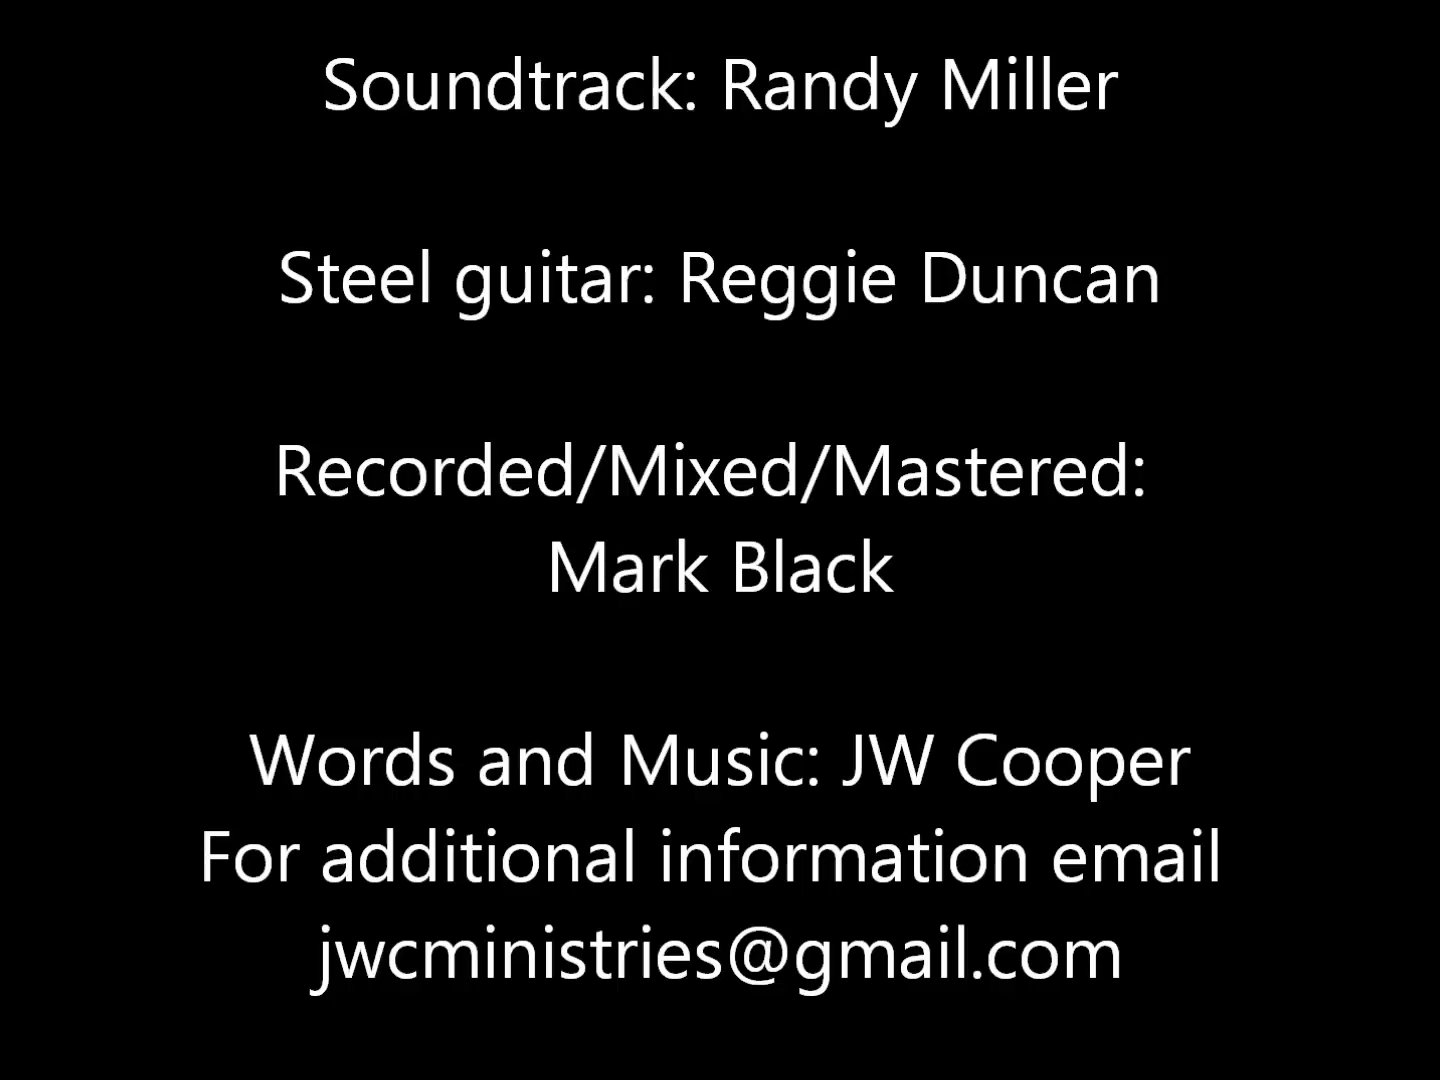 Soundtrack: Randy Miller
Steel guitar: Reggie Duncan
Recorded/Mixed/Mastered:
Mark Black
Words and Music: JW Cooper
For additional information email
jwcministries@gmail.com